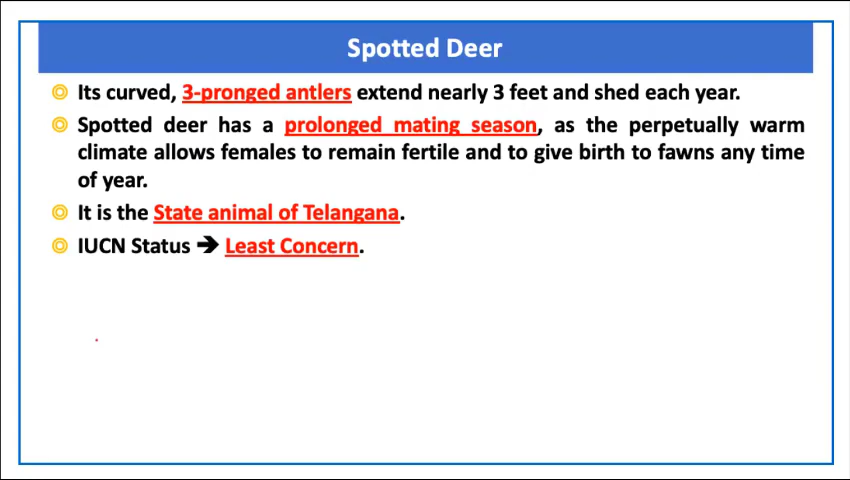 Spotted Deer
◎ Its curved, 3-pronged antlers extend nearly 3 feet and shed each year.
◎ Spotted deer has a prolonged mating season, as the perpetually warm
climate allows females to remain fertile and to give birth to fawns any time
of year.
◎ It is the State animal of Telangana.
◎ IUCN Status ➔ Least Concern.